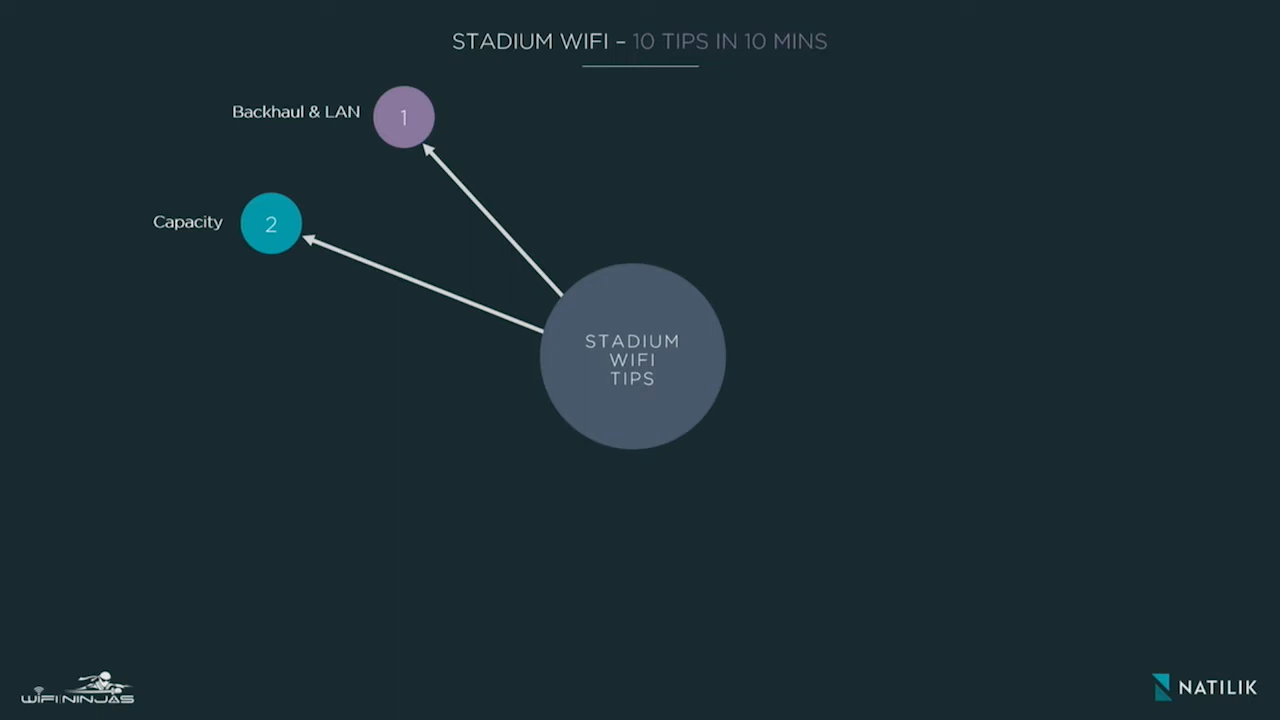 STADIUM WIFI – 10 TIPS IN 10 MINS
Backhaul & LAN
1
Capacity
2
STADIUM
WIFI
TIPS
WIFI NINJAS
NATILIK